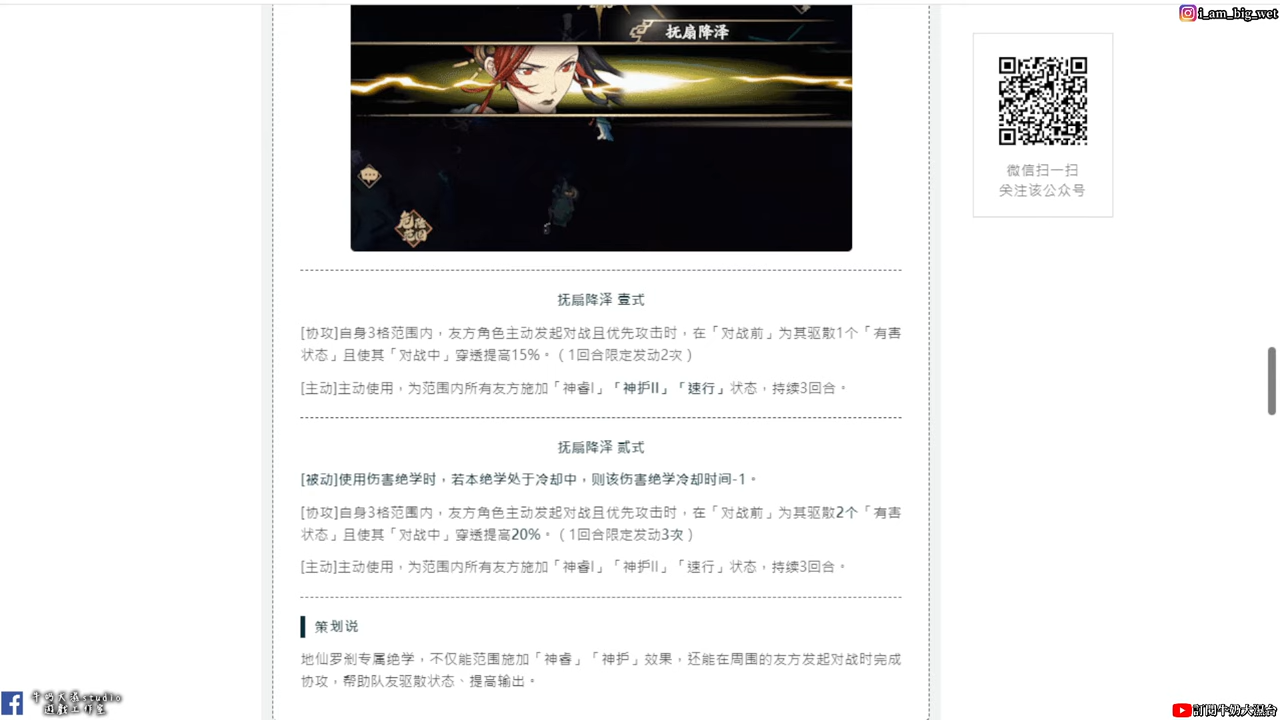 i_am_big_wet
抚扇降泽
微信扫一扫
关注该公众号
危险
范围
抚扇降泽 壹式
[协攻]自身3格范围内，友方角色主动发起对战且优先攻击时，在「对战前」为其驱散1个「有害
状态」且使其「对战中」穿透提高15%。（1回合限定发动2次）
[主动]主动使用，为范围内所有友方施加「神睿I」「神护II」「速行」状态，持续3回合。
抚扇降泽 贰式
[被动]使用伤害绝学时，若本绝学处于冷却中，则该伤害绝学冷却时间-1。
[协攻]自身3格范围内，友方角色主动发起对战且优先攻击时，在「对战前」为其驱散2个「有害
状态」且使其「对战中」穿透提高20%。（1回合限定发动3次）
[主动]主动使用，为范围内所有友方施加「神睿I」「神护II」「速行」状态，持续3回合。
策划说
地仙罗刹专属绝学，不仅能范围施加「神睿」「神护」效果，还能在周围的友方发起对战时完成
协攻，帮助队友驱散状态、提高输出。
遊戲工作室
訂閱牛奶大混台